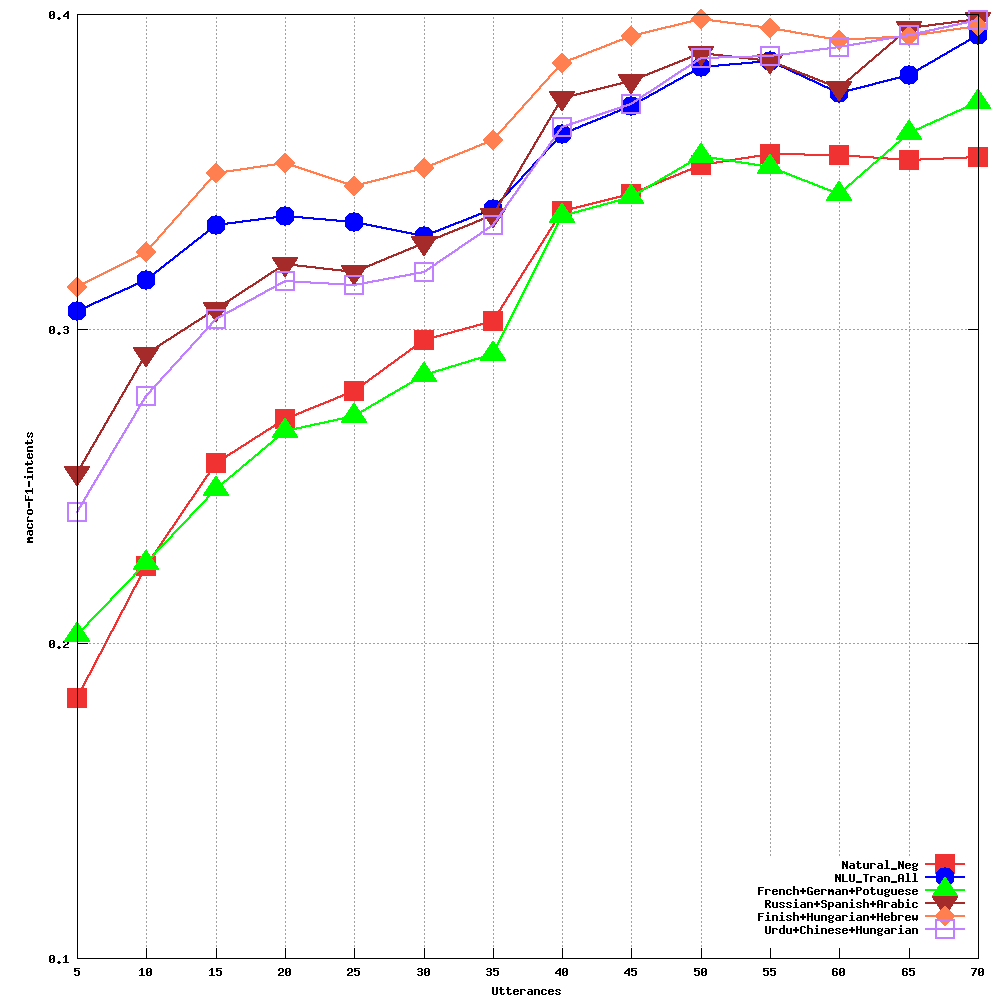 0.4
0.3
0.2
0.1
macro-F1-intents
5 10 15 20 25 30 35 40 45 50 55 60 65 70
Utterances
Natural_Neg
NLU_Tran_All
French+German+Potuguese
Russian+Spanish+Arabic
Finish+Hungarian+Hebrew
Urdu+Chinese+Hungarian